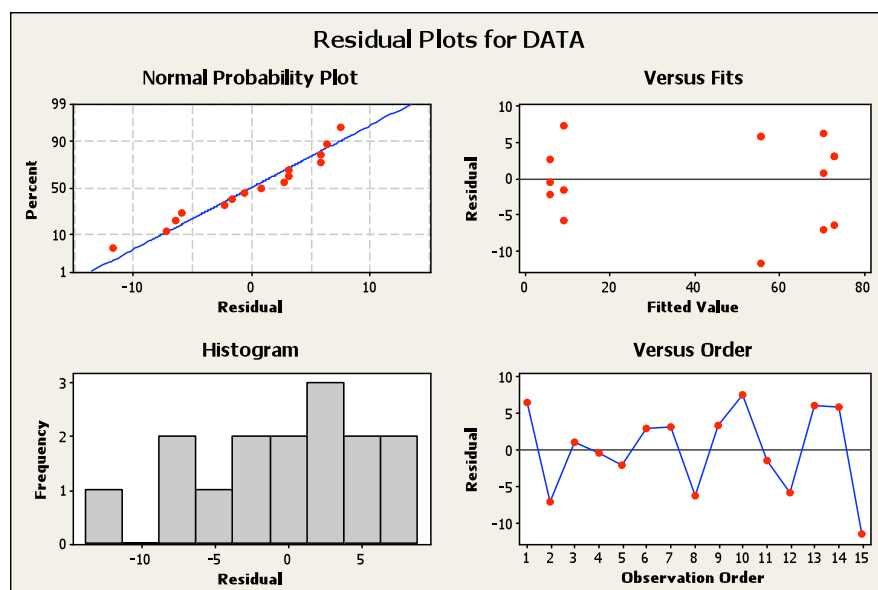 Residual Plots for DATA
Normal Probability Plot
99
90
50
10
1
Percent
-10 0 10
Residual
Versus Fits
10
5
0
-5
-10
Residual
0 20 40 60 80
Fitted Value
Histogram
3
2
1
0
Frequency
-10 -5 0 5
Residual
Versus Order
10
5
0
-5
-10
Residual
1 2 3 4 5 6 7 8 9 10 11 12 13 14 15
Observation Order